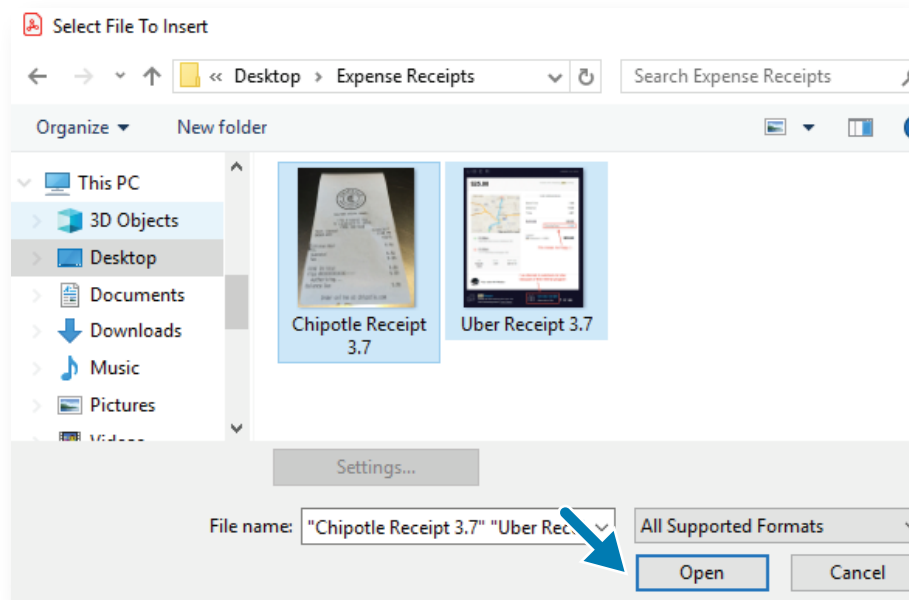 Select File To Insert
« Desktop > Expense Receipts
Search Expense Receipts
Organize
New folder
This PC
3D Objects
Desktop
Documents
Downloads
Music
Pictures
Videos
Chipotle Receipt
3.7
Uber Receipt 3.7
Settings...
File name:
"Chipotle Receipt 3.7" "Uber Rec
All Supported Formats
Open
Cancel